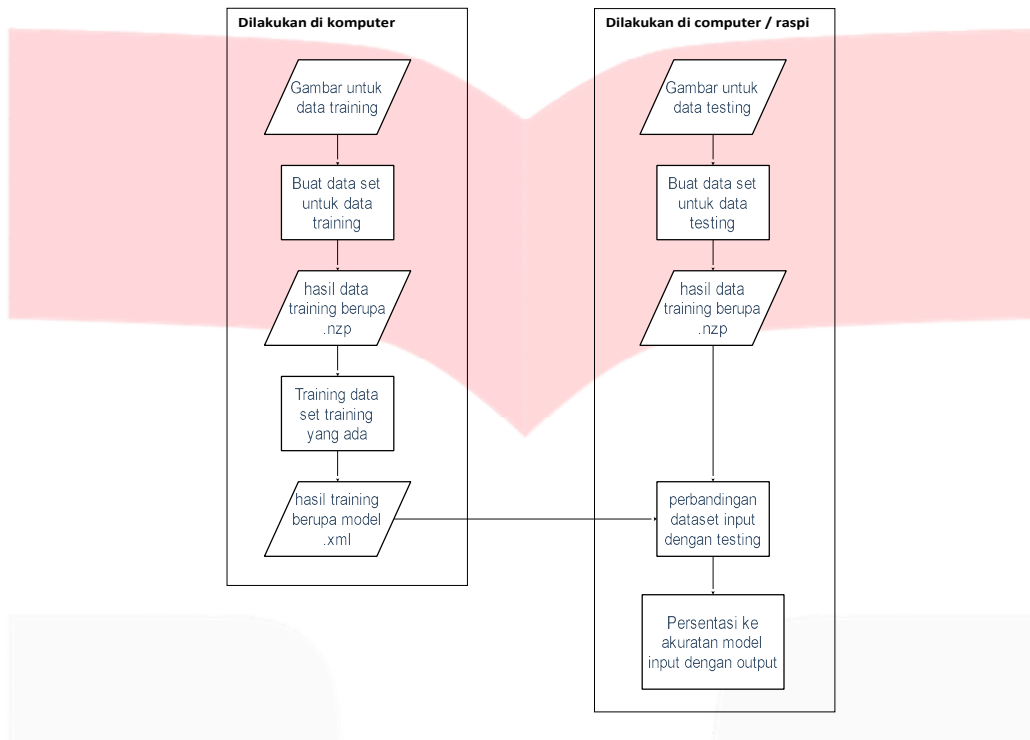 Dilakukan di komputer
Gambar untuk
data training
Buat data set
untuk data
training
hasil data
training berupa
.nzp
Training data
set training
yang ada
hasil training
berupa model
.xml
Dilakukan di computer / raspi
Gambar untuk
data testing
Buat data set
untuk data
testing
hasil data
training berupa
.nzp
perbandingan
dataset input
dengan testing
Persentasi ke
akuratan model
input dengan output